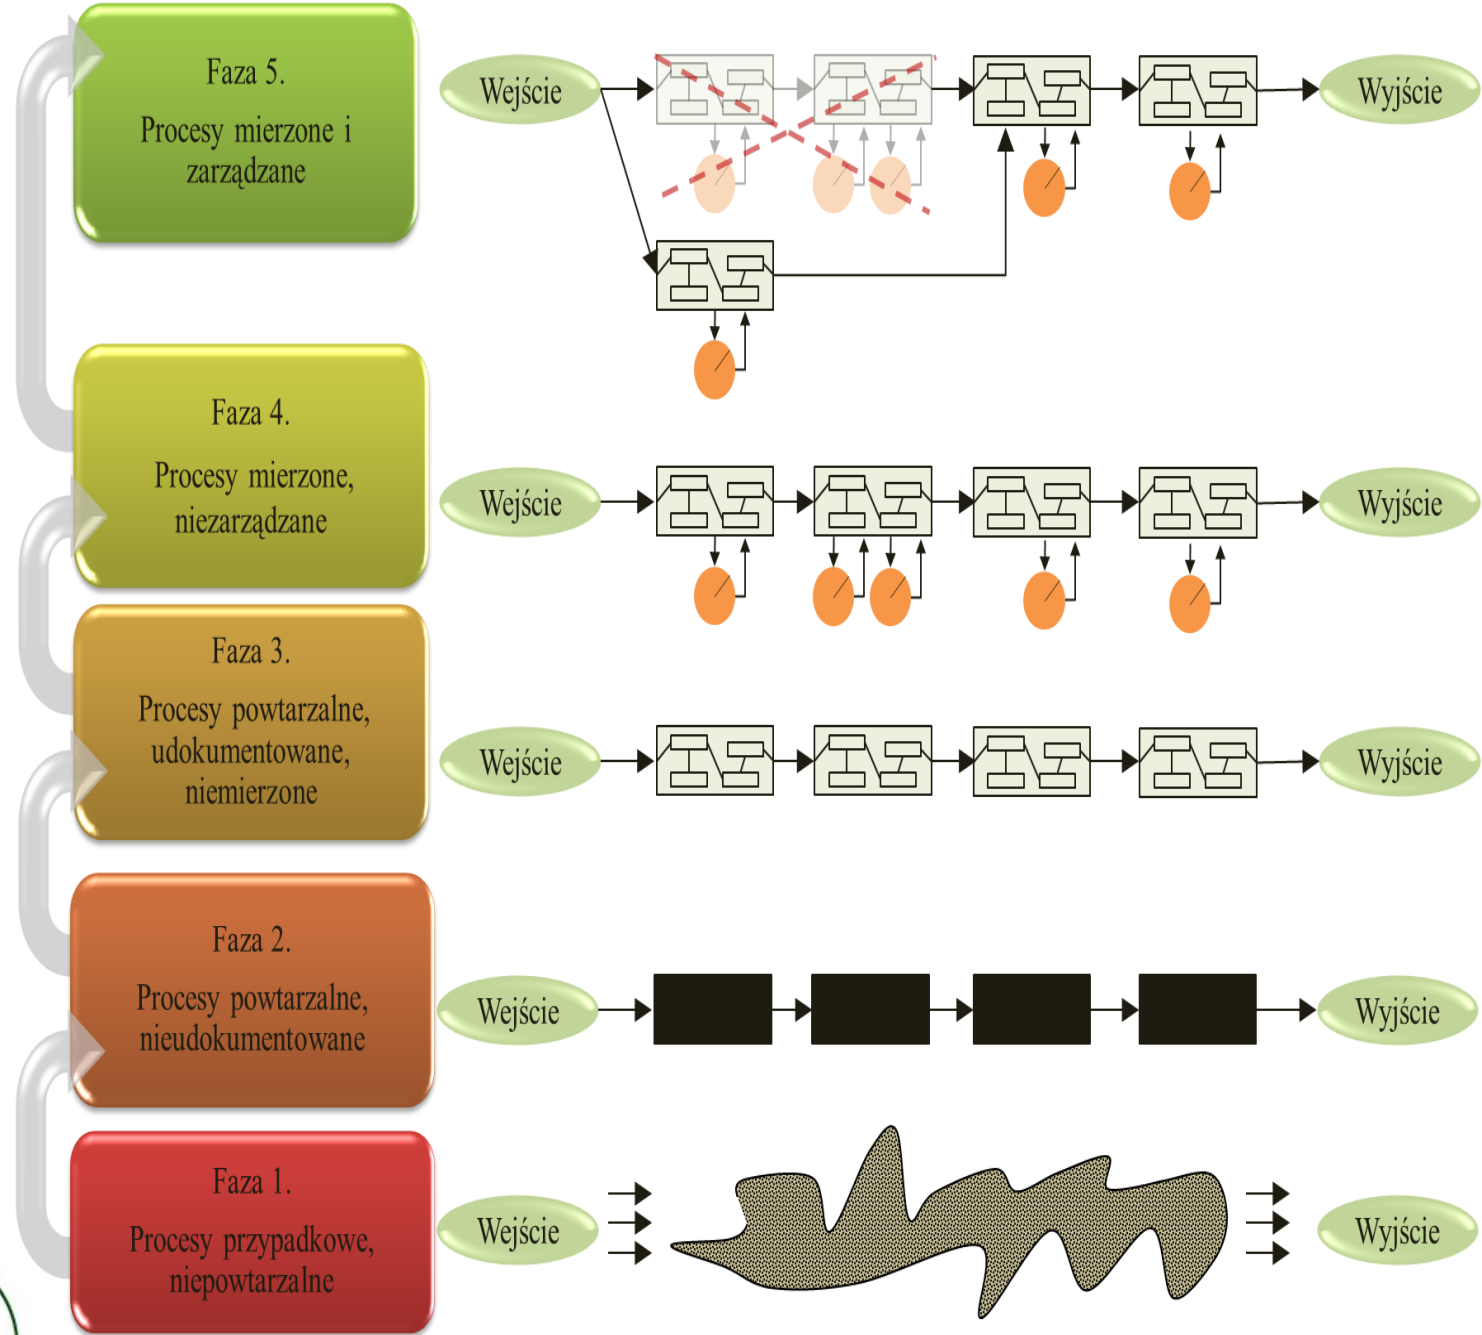 Faza 5.
Procesy mierzone i
zarządzane
Wejście
Wyjście
Faza 4.
Procesy mierzone,
niezarządzane
Wejście
Wyjście
Faza 3.
Procesy powtarzalne,
udokumentowane,
niemierzone
Wejście
Wyjście
Faza 2.
Procesy powtarzalne,
nieudokumentowane
Wejście
Wyjście
Faza 1.
Procesy przypadkowe,
niepowtarzalne
Wejście
Wyjście